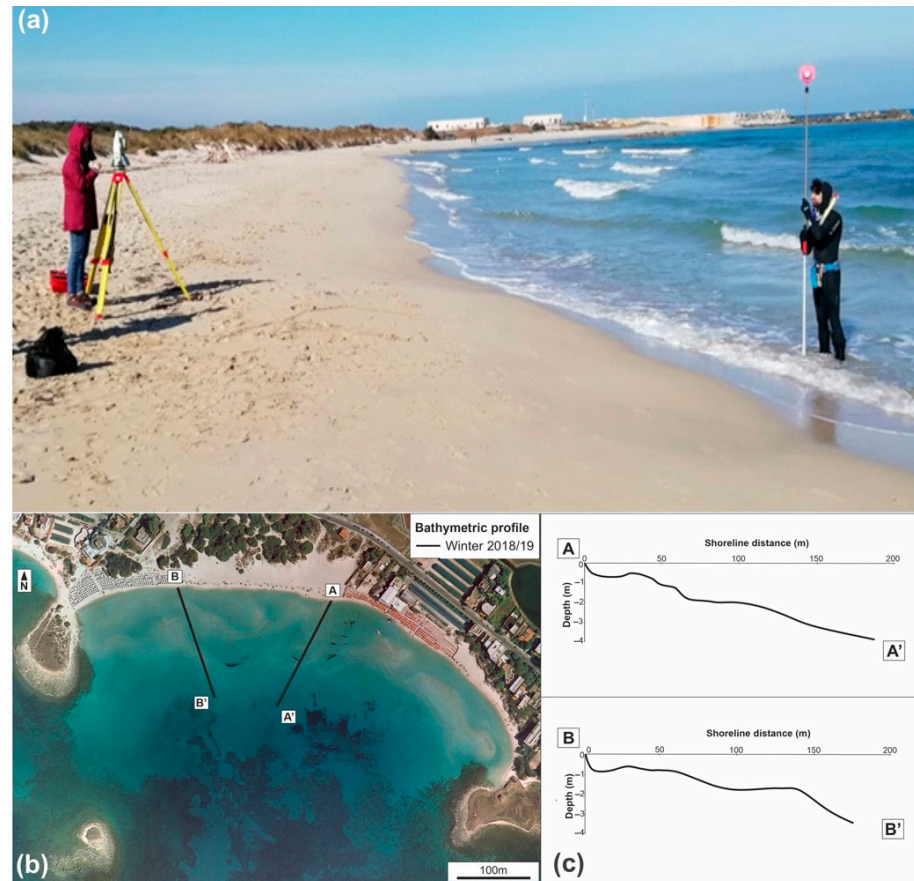 (a)
Bathymetric profile
Winter 2018/19
N
B
A
B'
A'
(b)
100m
A
Shoreline distance (m)
0
50
100
150
200
0
-1
-2
-3
-4
Depth (m)
A'
B
Shoreline distance (m)
0
50
100
150
200
0
-1
-2
-3
-4
Depth (m)
B'
(c)